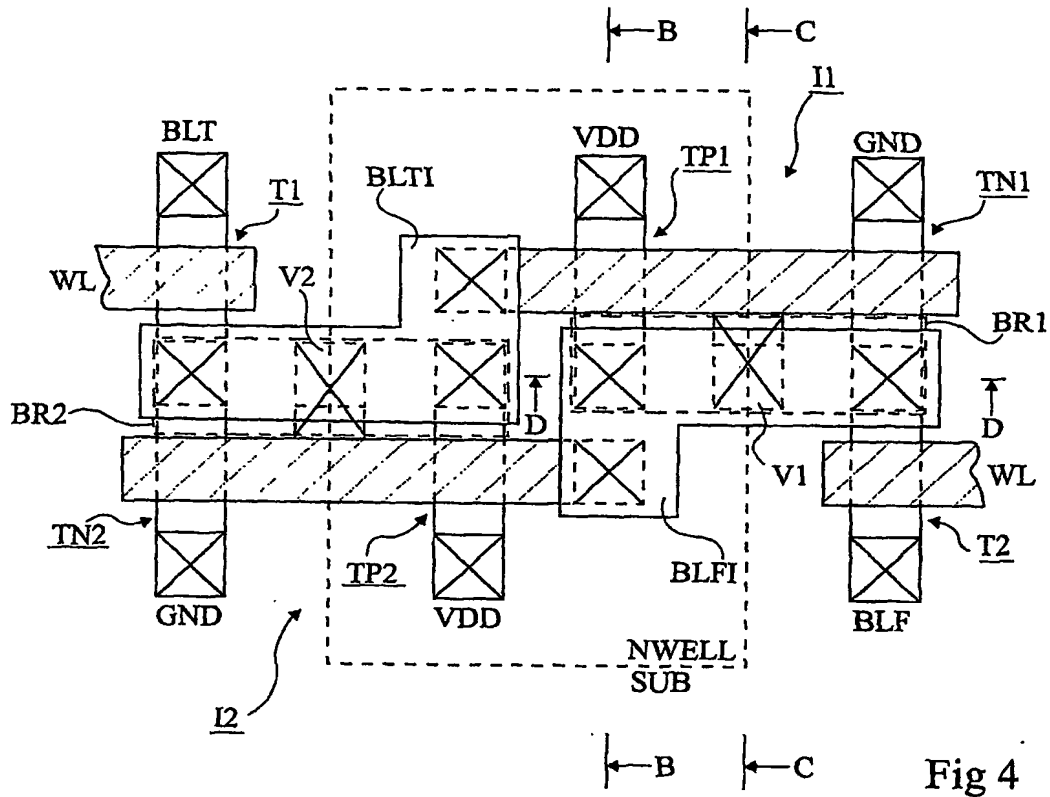 B C
I1
BLT VDD GND
BLTI TP1
T1 TN1
WL V2
BR1
BR2 D D
V1 WL
TN2 TP2 BLFI T2
GND VDD BLF
NWELL
SUB
I2
B C
Fig 4